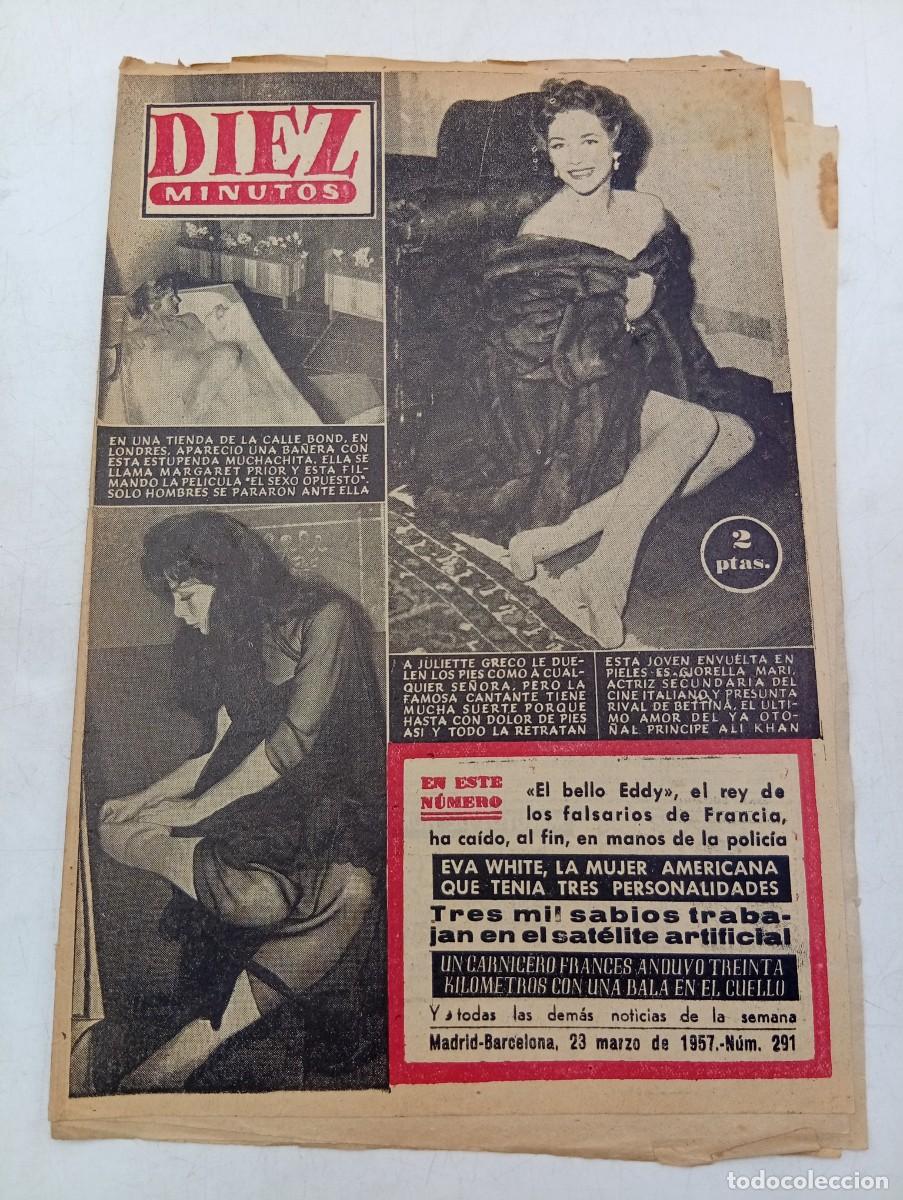 DIEZ
MINUTOS
EN UNA TIENDA DE LA CALLE BOND, EN
LONDRES, APARECIO UNA BAÑERA CON
ESTA ESTUPENDA MUCHACHITA. ELLA SE
LLAMA MARGARET PRIOR Y ESTA FIL-
MANDO LA PELICULA "EL SEXO OPUESTO".
SOLO HOMBRES SE PARARON ANTE ELLA
2
ptas.
A JULIETTE GRECO LE DUE-
LEN LOS PIES COMO A CUAL-
QUIER SEÑORA, PERO LA
FAMOSA CANTANTE TIENE
MUCHA SUERTE PORQUE
HASTA CON DOLOR DE PIES
ASI Y TODO LA RETRATAN
ESTA JOVEN ENVUELTA EN
PIELES ES GIORELLA MARI,
ACTRIZ SECUNDARIA DEL
CINE ITALIANO Y PRESUNTA
RIVAL DE BETTINA, EL ULTI-
MO AMOR DEL YA OTO-
ÑAL PRINCIPE ALI KHAN
EN ESTE
NÚMERO
«El bello Eddy», el rey de
los falsarios de Francia,
ha caído, al fin, en manos de la policía
EVA WHITE, LA MUJER AMERICANA
QUE TENIA TRES PERSONALIDADES
Tres mil sabios traba-
jan en el satélite artificial
UN CARNICERO FRANCES ANDUVO TREINTA
KILOMETROS CON UNA BALA EN EL CUELLO
Y todas las demás noticias de la semana
Madrid-Barcelona, 23 marzo de 1957.-Núm. 291
todocoleccion